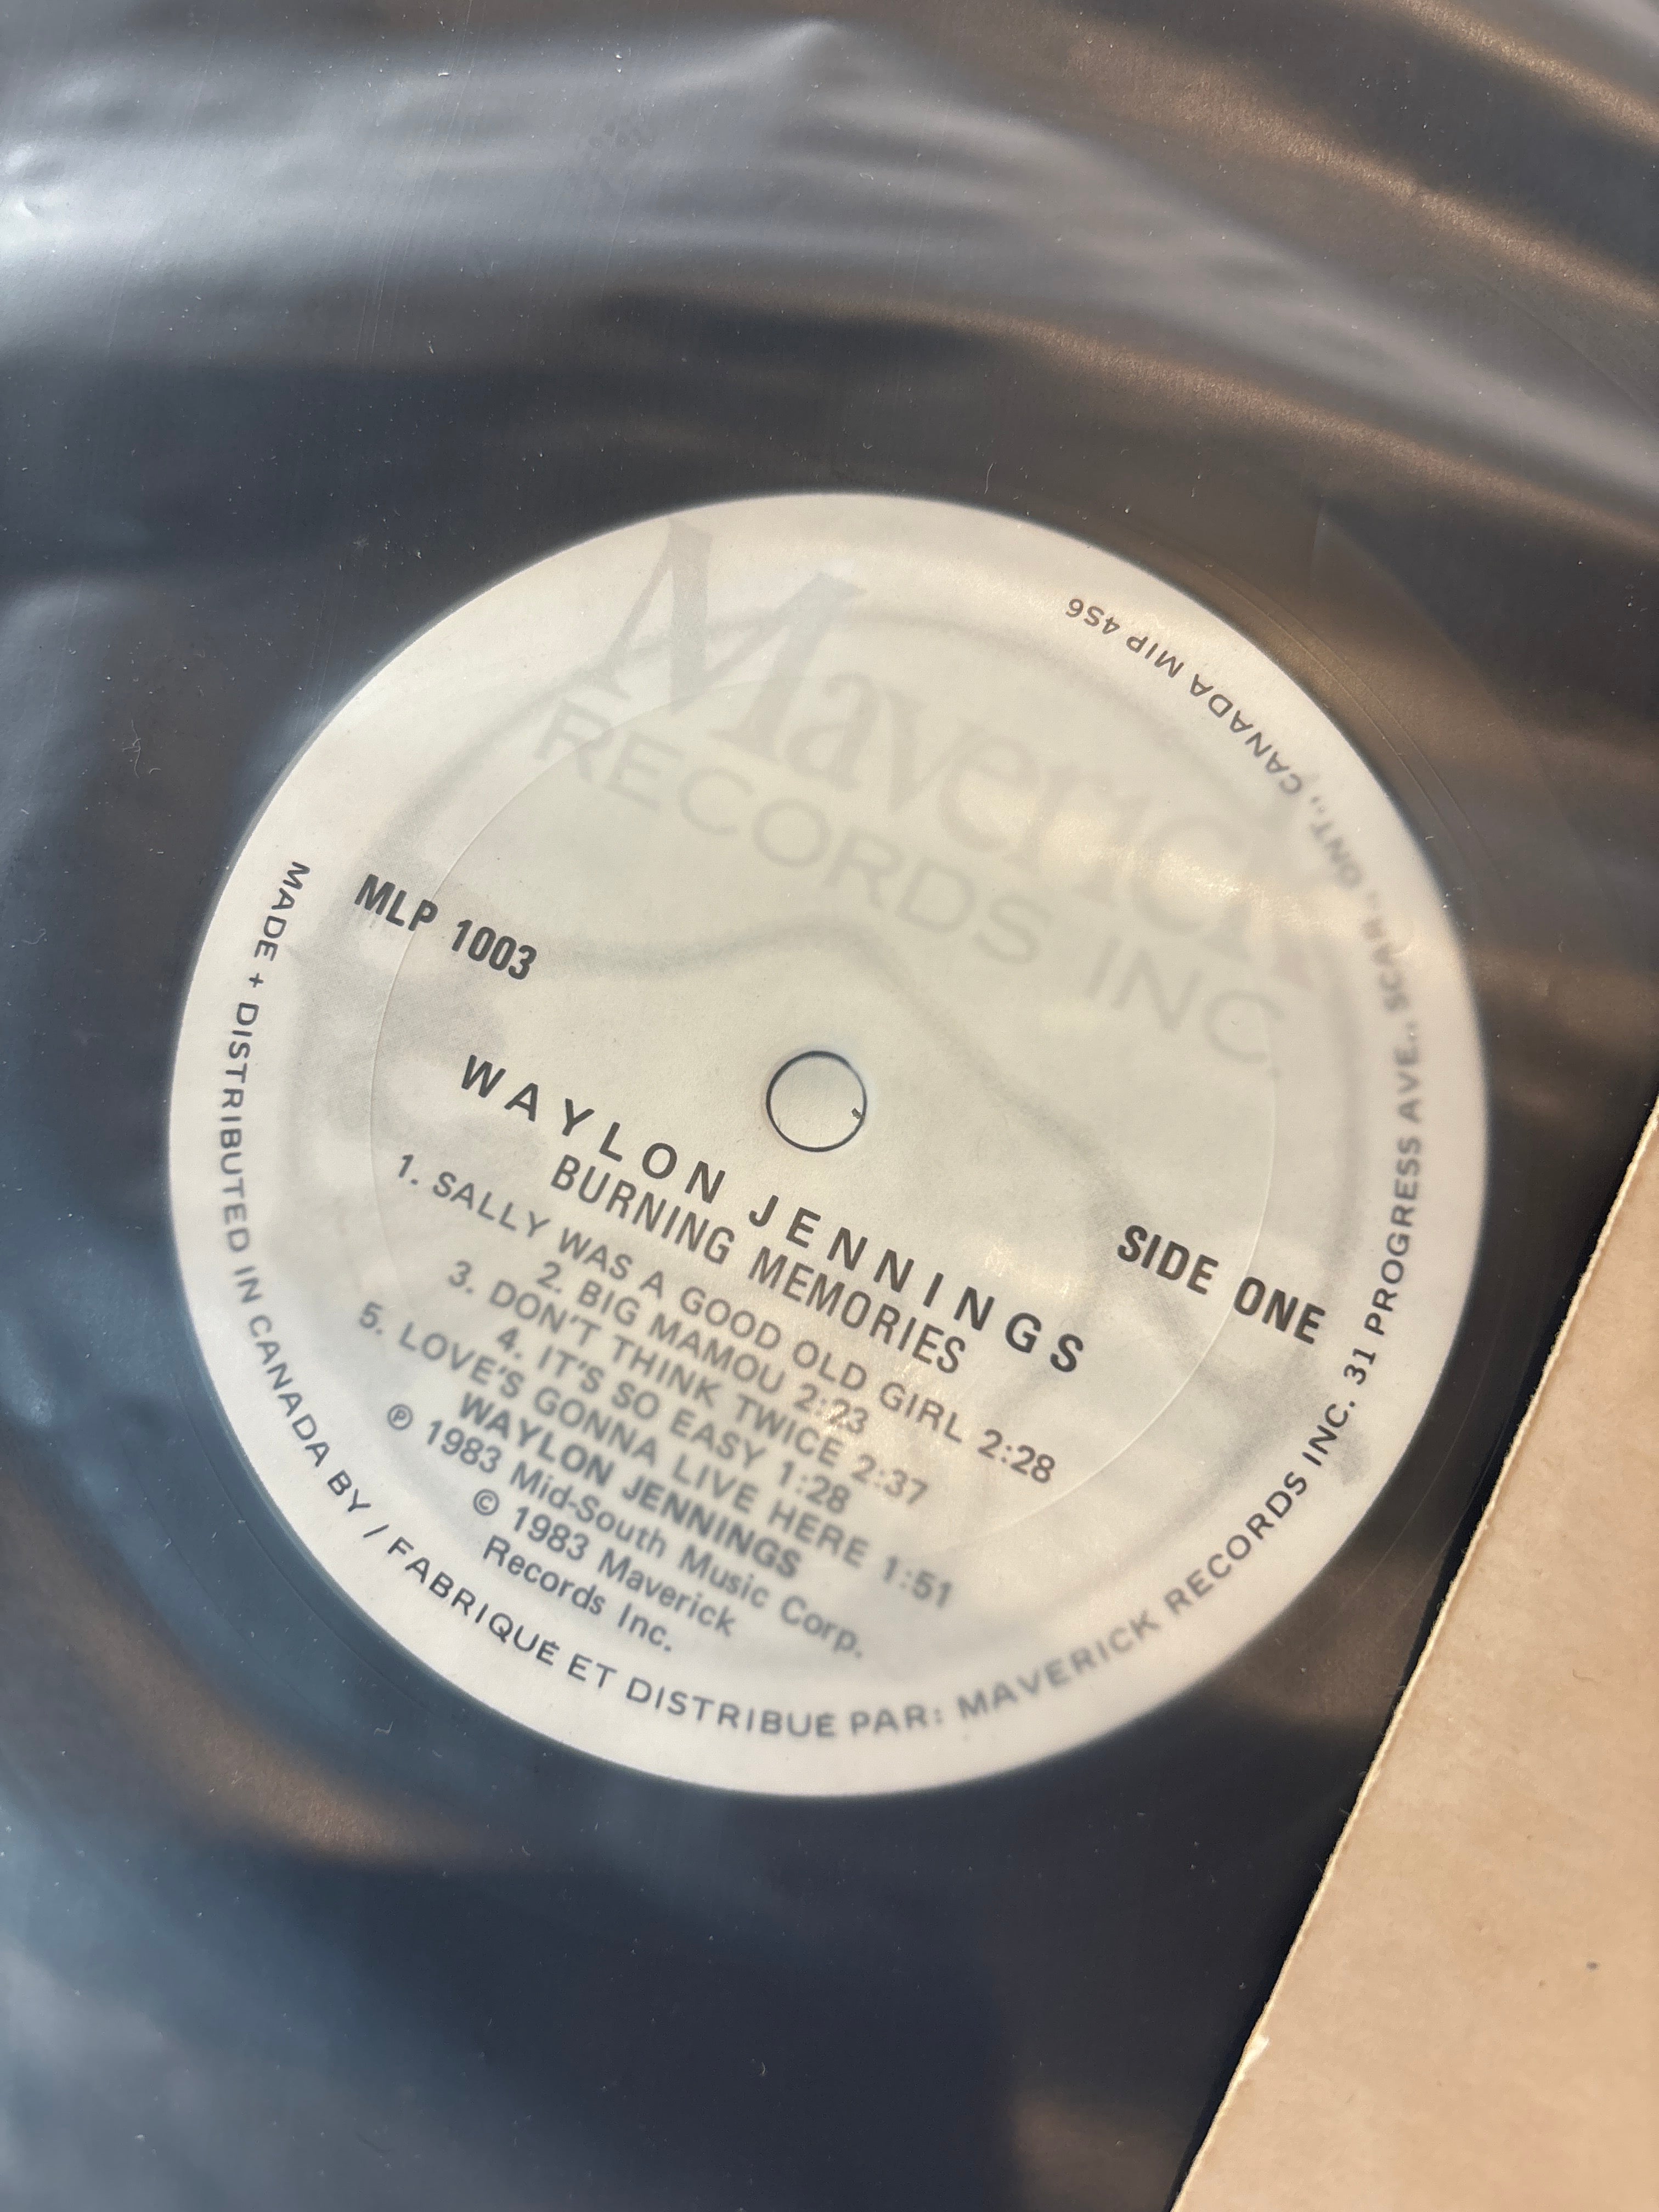 Maverick
RECORDS INC.
MLP 1003
SIDE ONE
WAYLON JENNINGS
BURNING MEMORIES
1. SALLY WAS A GOOD OLD GIRL 2:28
2. BIG MAMOU 2:23
3. DON'T THINK TWICE 2:37
4. IT'S SO EASY 1:28
5. LOVE'S GONNA LIVE HERE 1:51
WAYLON JENNINGS
℗ 1983 Mid-South Music Corp.
© 1983 Maverick
Records Inc.
MADE + DISTRIBUTED IN CANADA BY / FABRIQUÉ ET DISTRIBUÉ PAR: MAVERICK RECORDS INC. 31 PROGRESS AVE., SCAR., ONT., CANADA MIP 4S6